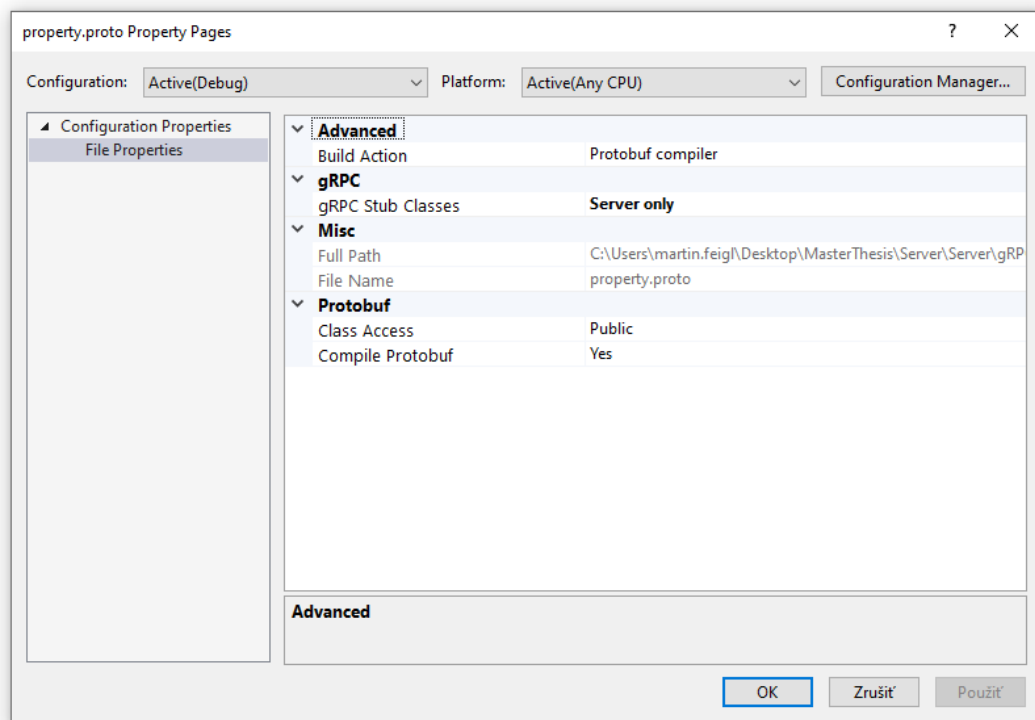 property.proto Property Pages
Configuration: Active(Debug) Platform: Active(Any CPU) Configuration Manager...
Configuration Properties
File Properties
Advanced
Build Action Protobuf compiler
gRPC
gRPC Stub Classes Server only
Misc
Full Path C:\Users\martin.feigl\Desktop\MasterThesis\Server\Server\gRP
File Name property.proto
Protobuf
Class Access Public
Compile Protobuf Yes
Advanced
OK Zrušiť Použiť